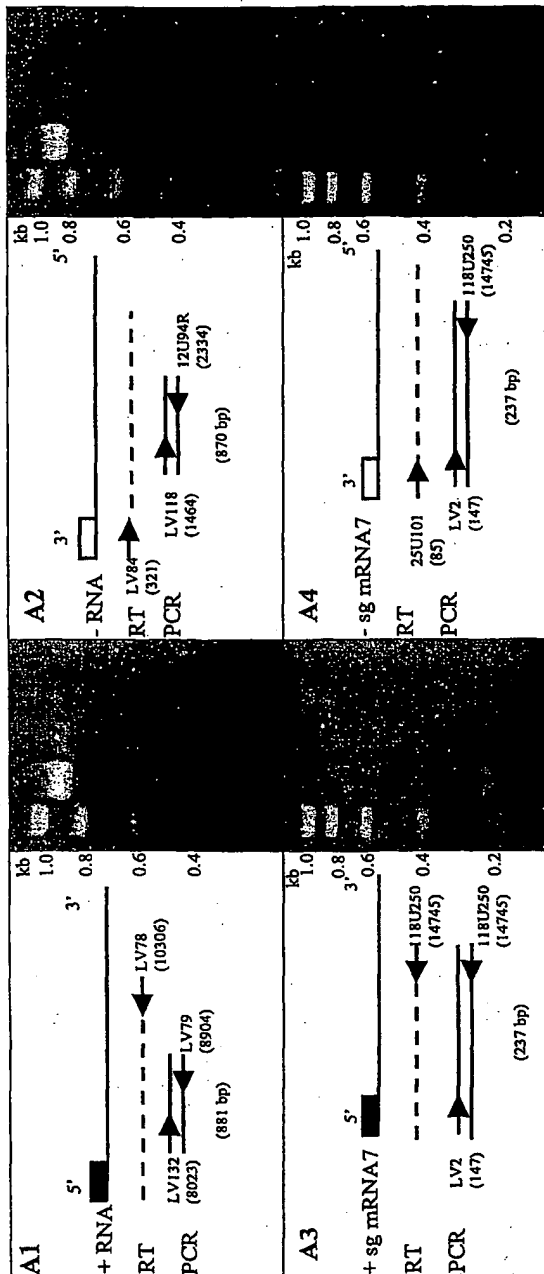 A1
5'
3'
+ RNA
RT
LV78
(10306)
PCR
LV132
(8023)
LV79
(8904)
(881 bp)
kb
1.0
0.8
0.6
0.4
A2
3'
5'
- RNA
RT
LV84
(321)
PCR
LV118
(1464)
12U94R
(2334)
(870 bp)
kb
1.0
0.8
0.6
0.4
A3
5'
3'
+ sg mRNA7
RT
118U250
(14745)
PCR
LV2
(147)
118U250
(14745)
(237 bp)
kb
1.0
0.8
0.6
0.4
0.2
A4
3'
5'
- sg mRNA7
RT
25U101
(85)
PCR
LV2
(147)
118U250
(14745)
(237 bp)
kb
1.0
0.8
0.6
0.4
0.2